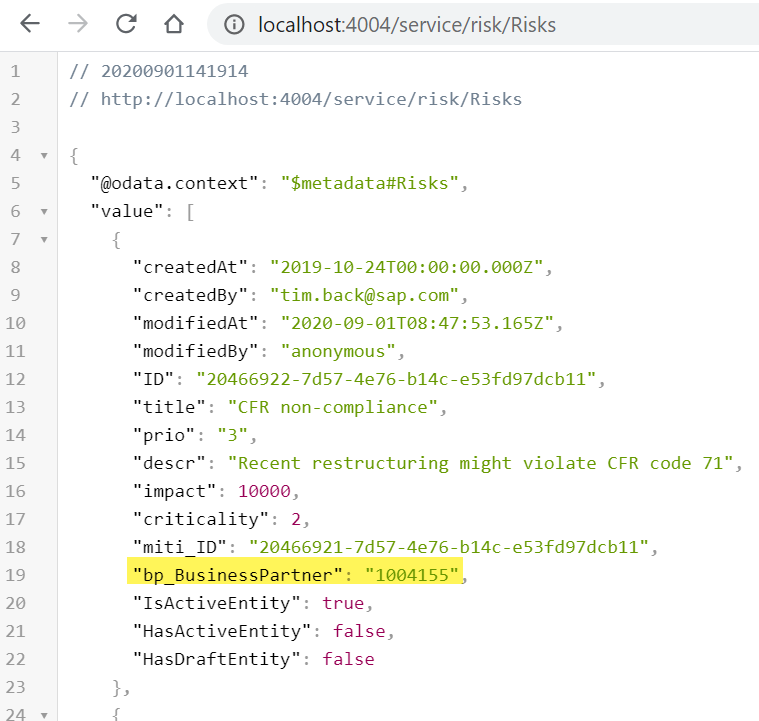 localhost:4004/service/risk/Risks
1 // 20200901141914
2 // http://localhost:4004/service/risk/Risks
3
4 {
5 "@odata.context": "$metadata#Risks",
6 "value": [
7 {
8 "createdAt": "2019-10-24T00:00:00.000Z",
9 "createdBy": "tim.back@sap.com",
10 "modifiedAt": "2020-09-01T08:47:53.165Z",
11 "modifiedBy": "anonymous",
12 "ID": "20466922-7d57-4e76-b14c-e53fd97dcb11",
13 "title": "CFR non-compliance",
14 "prio": "3",
15 "descr": "Recent restructuring might violate CFR code 71",
16 "impact": 10000,
17 "criticality": 2,
18 "miti_ID": "20466921-7d57-4e76-b14c-e53fd97dcb11",
19 "bp_BusinessPartner": "1004155",
20 "IsActiveEntity": true,
21 "HasActiveEntity": false,
22 "HasDraftEntity": false
23 },
24 {